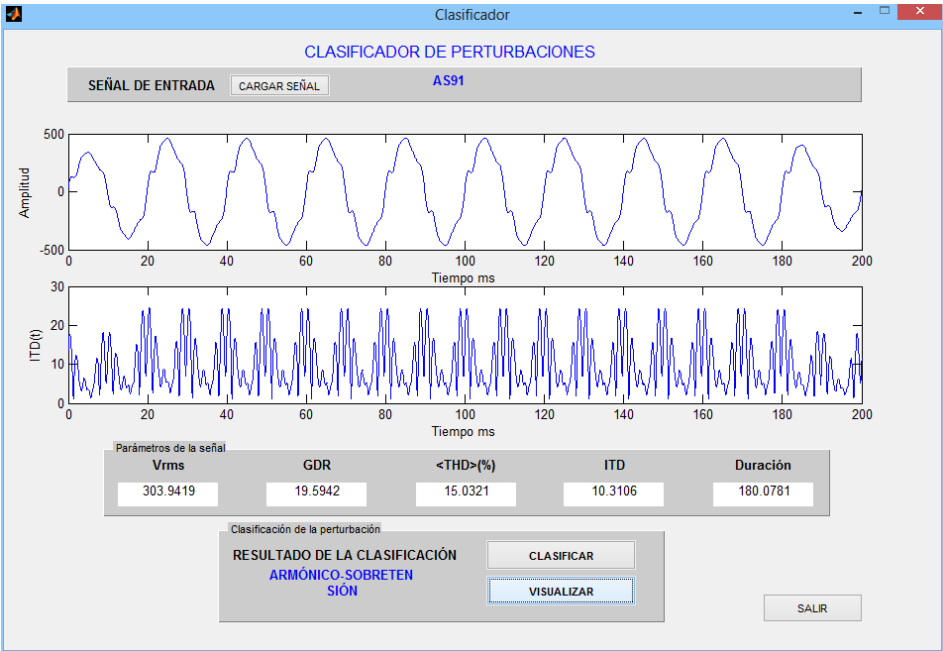 Clasificador
CLASIFICADOR DE PERTURBACIONES
SEÑAL DE ENTRADA CARGAR SEÑAL AS91
500
0
-500
Amplitud
0 20 40 60 80 100 120 140 160 180 200
Tiempo ms
30
20
10
0
ITD(t)
0 20 40 60 80 100 120 140 160 180 200
Tiempo ms
Parámetros de la señal
Vrms GDR <THD>(%) ITD Duración
303.9419 19.5942 15.0321 10.3106 180.0781
Clasificación de la perturbación
RESULTADO DE LA CLASIFICACIÓN CLASIFICAR
ARMÓNICO-SOBRETEN
SIÓN VISUALIZAR
SALIR